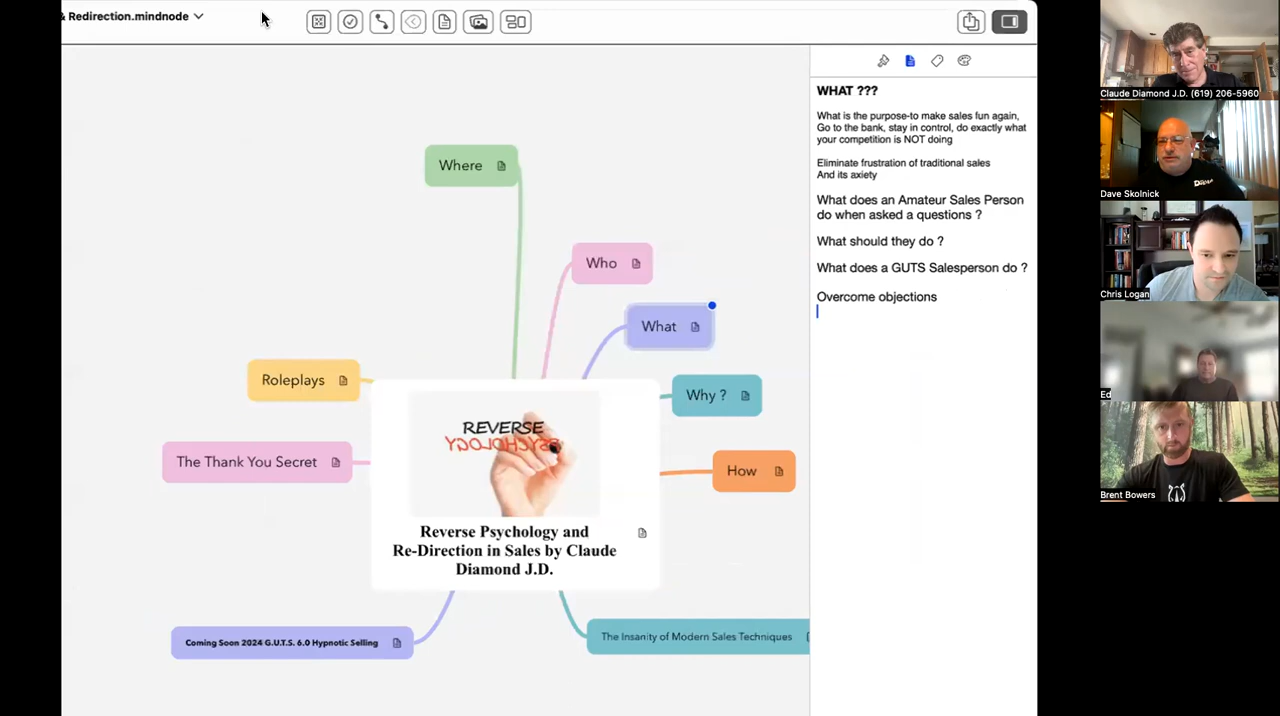 & Redirection.mindnode
Where
Who
What
Why ?
How
Roleplays
The Thank You Secret
REVERSE
PSYCHOLOGY
Reverse Psychology and
Re-Direction in Sales by Claude
Diamond J.D.
Coming Soon 2024 G.U.T.S. 6.0 Hypnotic Selling
The Insanity of Modern Sales Techniques
WHAT ???
What is the purpose-to make sales fun again,
Go to the bank, stay in control, do exactly what
your competition is NOT doing
Eliminate frustration of traditional sales
And its axiety
What does an Amateur Sales Person
do when asked a questions ?
What should they do ?
What does a GUTS Salesperson do ?
Overcome objections
Claude Diamond J.D. (619) 206-5960
Dave Skolnick
Chris Logan
Ed
Brent Bowers